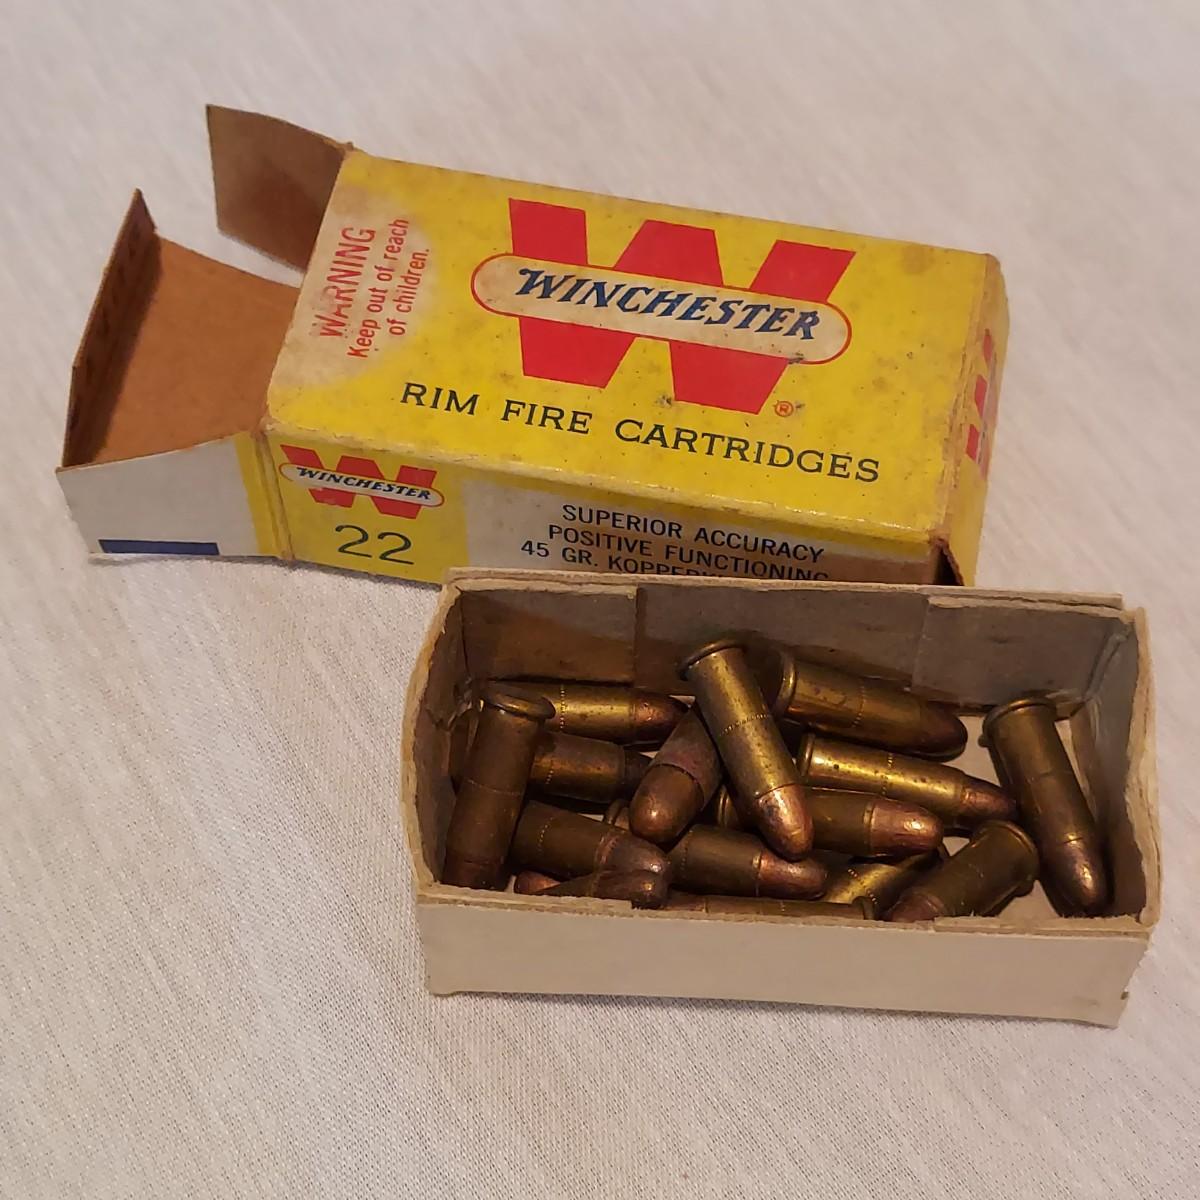 WARNING
Keep out of reach
of children.
WINCHESTER
®
RIM FIRE CARTRIDGES
WINCHESTER
22
SUPERIOR ACCURACY
POSITIVE FUNCTIONING
45 GR.